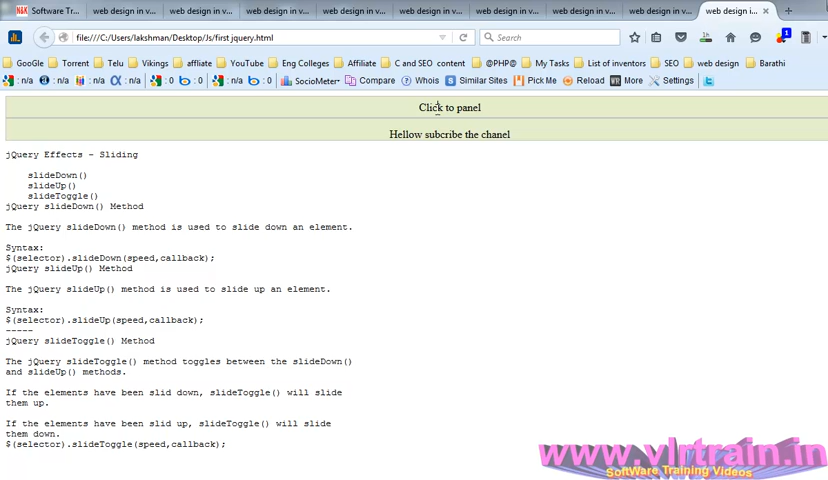 Software Tr...
web design in v...
web design in v...
web design in v...
web design in v...
web design in v...
web design in v...
web design in v...
web design in v...
web design i...
file:///C:/Users/lakshman/Desktop/Js/first jquery.html
Search
1
GooGle
Torrent
Telu
Vikings
affliate
YouTube
Eng Colleges
Affiliate
C and SEO content
@PHP@
My Tasks
List Of Cources
web design
Barathi
: n/a
: n/a
: n/a
: n/a
: 0
: 0
: n/a
: 0
SocioMeter
Compare
Whois
Similar Sites
Pick Me
Reload
More
Settings
Click to panel
Hellow subcribe the chanel
jQuery Effects - Sliding
slideDown()
slideUp()
slideToggle()
jQuery slideDown() Method
The jQuery slideDown() method is used to slide down an element.
Syntax:
$(selector).slideDown(speed,callback);
jQuery slideUp() Method
The jQuery slideUp() method is used to slide up an element.
Syntax:
$(selector).slideUp(speed,callback);
-----
jQuery slideToggle() Method
The jQuery slideToggle() method toggles between the slideDown()
and slideUp() methods.
If the elements have been slid down, slideToggle() will slide
them up.
If the elements have been slid up, slideToggle() will slide
them down.
$(selector).slideToggle(speed,callback);
www.vlrtrain.in
SoftWare Training Videos